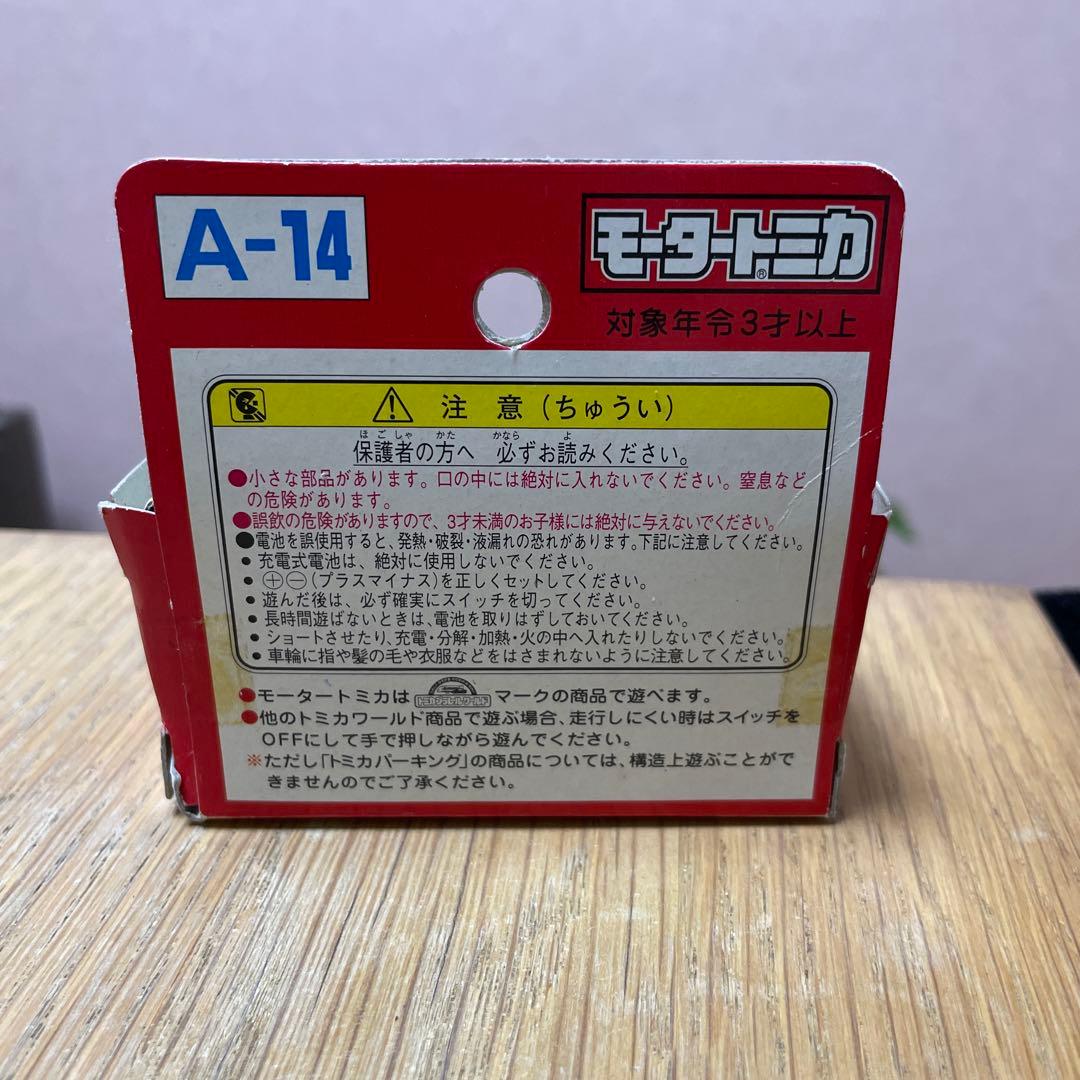 A-14
モータートミカ®
対象年令3才以上
⚠ 注意(ちゅうい)
ほごしゃ かた かなら よ
保護者の方へ 必ずお読みください。
●小さな部品があります。口の中には絶対に入れないでください。窒息など
の危険があります。
●誤飲の危険がありますので、3才未満のお子様には絶対に与えないでください。
●電池を誤使用すると、発熱・破裂・液漏れの恐れがあります。下記に注意してください。
・充電式電池は、絶対に使用しないでください。
・⊕⊖(プラスマイナス)を正しくセットしてください。
・遊んだ後は、必ず確実にスイッチを切ってください。
・長時間遊ばないときは、電池を取りはずしておいてください。
・ショートさせたり、充電・分解・加熱・火の中へ入れたりしないでください。
・車輪に指や髪の毛や衣服などをはさまれないように注意してください。
●モータートミカは マークの商品で遊べます。
●他のトミカワールド商品で遊ぶ場合、走行しにくい時はスイッチを
OFFにして手で押しながら遊んでください。
※ただし「トミカパーキング」の商品については、構造上遊ぶことがで
きませんのでご了承ください。